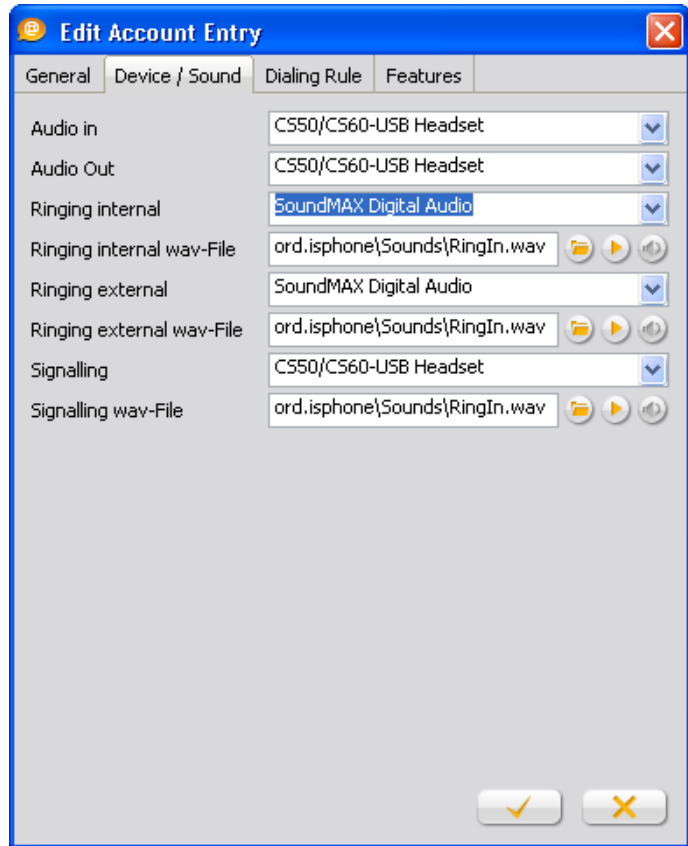 Edit Account Entry
General Device / Sound Dialing Rule Features
Audio in CS50/CS60-USB Headset
Audio Out CS50/CS60-USB Headset
Ringing internal SoundMAX Digital Audio
Ringing internal wav-File ord.isphone\Sounds\RingIn.wav
Ringing external SoundMAX Digital Audio
Ringing external wav-File ord.isphone\Sounds\RingIn.wav
Signalling CS50/CS60-USB Headset
Signalling wav-File ord.isphone\Sounds\RingIn.wav